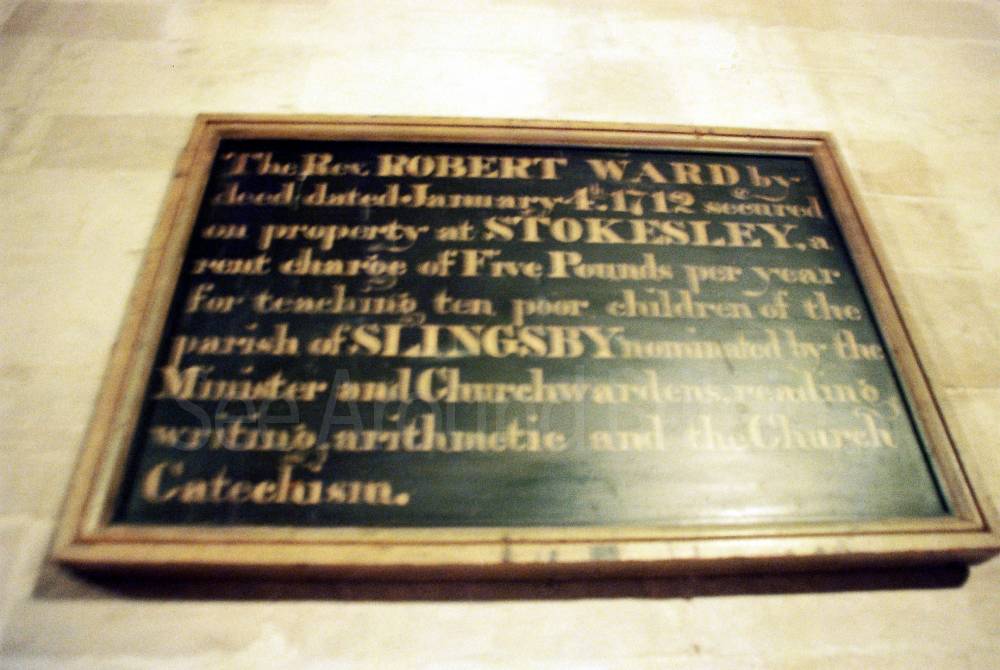 The Rev. ROBERT WARD by
deed dated January 4th 1712 secured
on property at STOKESLEY, a
rent charge of Five Pounds per year
for teaching ten poor children of the
parish of SLINGSBY nominated by the
Minister and Churchwardens, reading,
writing, arithmetic and the Church
Catechism.
See Around